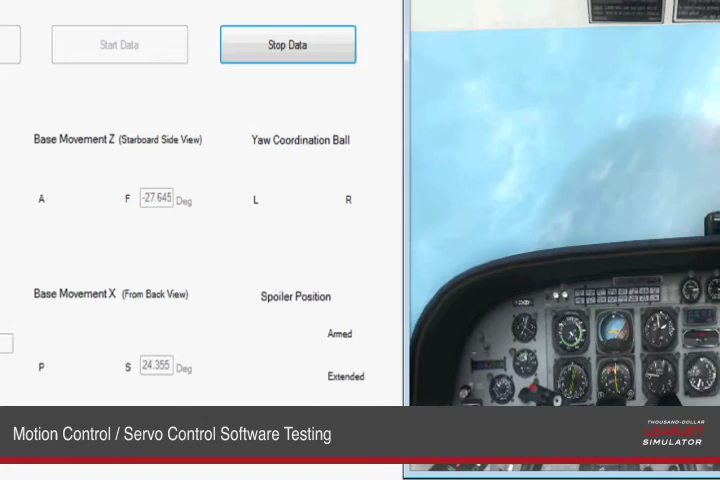 Start Data
Stop Data
Base Movement Z (Starboard Side View)
Yaw Coordination Ball
A
F -27.645 Deg
L
R
Base Movement X (From Back View)
Spoiler Position
Armed
P
S 24.355 Deg
Extended
Motion Control / Servo Control Software Testing
THOUSAND-DOLLAR
LEARJET
SIMULATOR